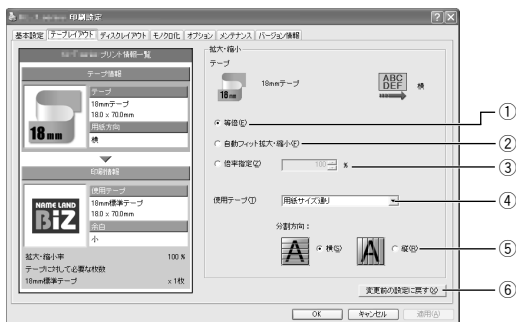 印刷設定
基本設定 テープレイアウト ディスクレイアウト モノクロ化 オプション メンテナンス バージョン情報
プリント情報一覧
テープ情報
18mm
テープ
18mmテープ
18.0 x 70.0mm
用紙方向
横
印刷情報
NAME LAND
BiZ
使用テープ
18mm標準テープ
18.0 x 70.0mm
余白
小
拡大・縮小率 100 %
テープに対して必要な枚数
18mm標準テープ x 1枚
拡大・縮小
テープ
18mm
18mmテープ
ABC
DEF
横
等倍(E) ①
自動フィット拡大・縮小(F) ②
倍率指定(Z) 100 % ③
使用テープ(T) 用紙サイズ通り ④
分割方向:
A 横(S) A 縦(R) ⑤
変更前の設定に戻す(V) ⑥
OK キャンセル 適用(A)